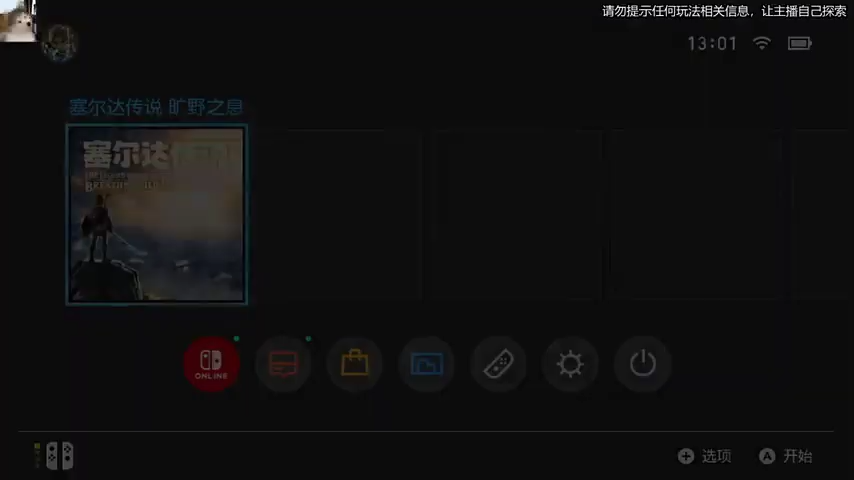 请勿提示任何玩法相关信息，让主播自己探索
13:01
塞尔达传说 旷野之息
塞尔达传说
BREATH
ONLINE
选项
A 开始